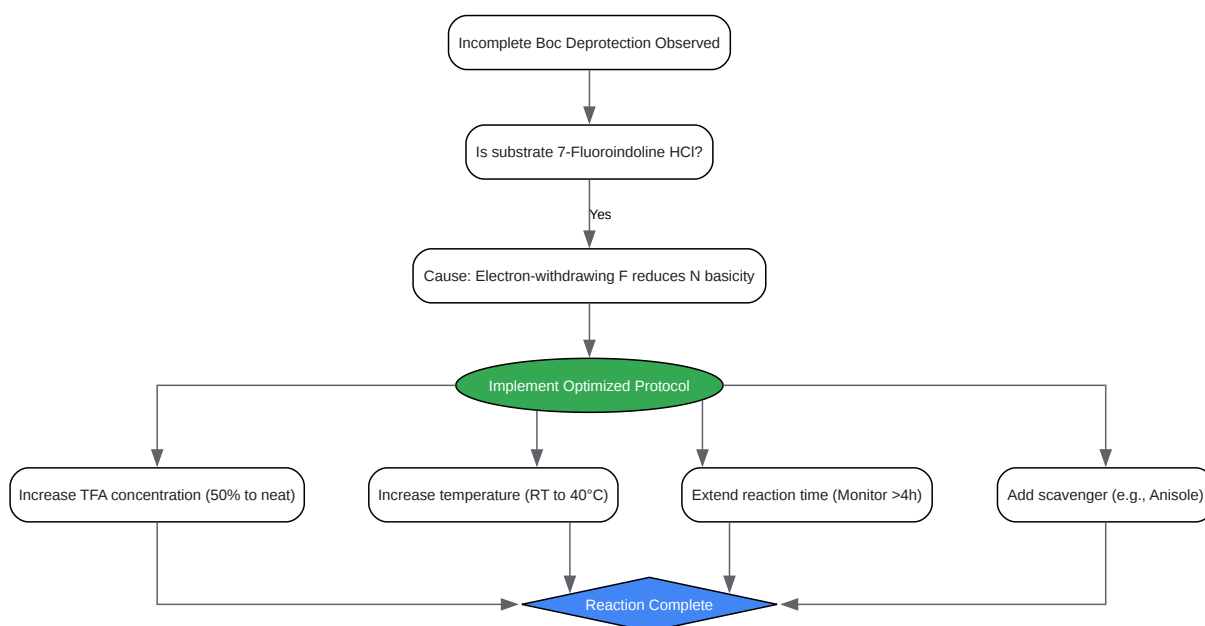 Incomplete Boc Deprotection Observed
Is substrate 7-Fluoroindoline HCl?
Yes
Cause: Electron-withdrawing F reduces N basicity
Implement Optimized Protocol
Increase TFA concentration (50% to neat)
Increase temperature (RT to 40°C)
Extend reaction time (Monitor >4h)
Add scavenger (e.g., Anisole)
Reaction Complete